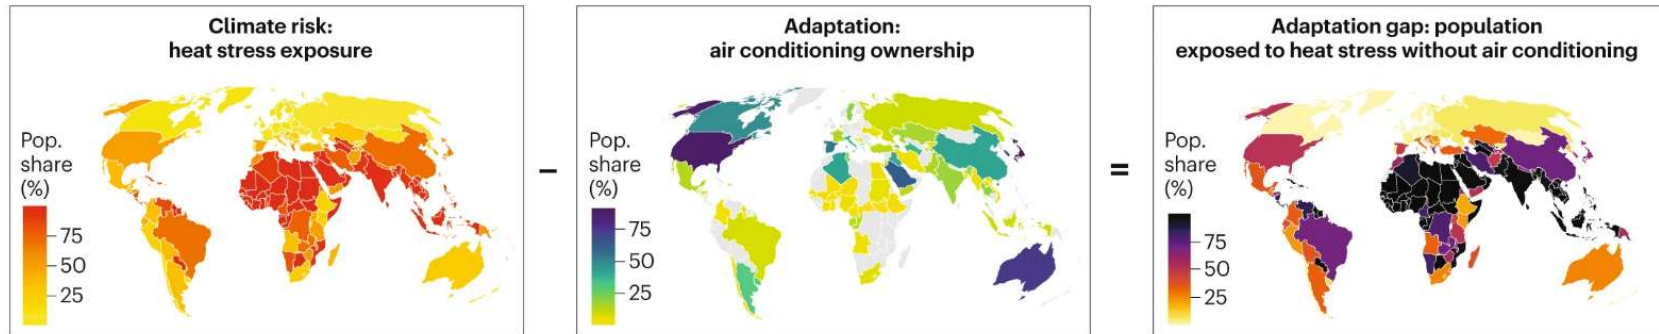 Climate risk:
heat stress exposure
Pop.
share
(%)
75
50
25
–
Adaptation:
air conditioning ownership
Pop.
share
(%)
75
50
25
=
Adaptation gap: population
exposed to heat stress without air conditioning
Pop.
share
(%)
75
50
25